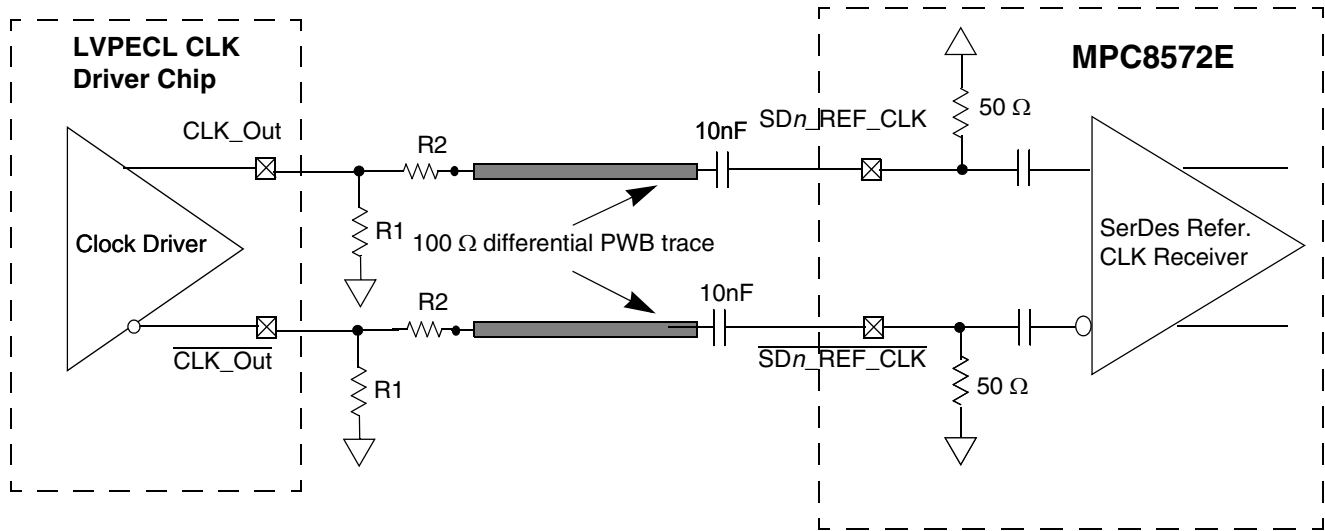 LVPECL CLK
Driver Chip
MPC8572E
CLK_Out
R2
10nF
SDn_REF_CLK
50 Ω
Clock Driver
R1
100 Ω differential PWB trace
SerDes Refer.
CLK Receiver
R2
10nF
CLK_Out
SDn_REF_CLK
R1
50 Ω